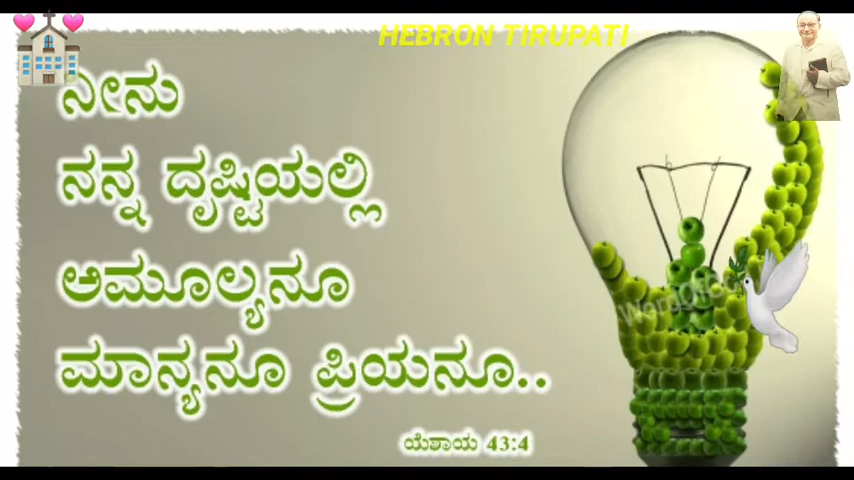 HEBRON TIRUPATI
ನೀನು
ನನ್ನ ದೃಷ್ಟಿಯಲ್ಲಿ
ಅಮೂಲ್ಯನೂ
ಮಾನ್ಯನೂ ಪ್ರಿಯನೂ..
ಯೆಶಾಯ 43:4